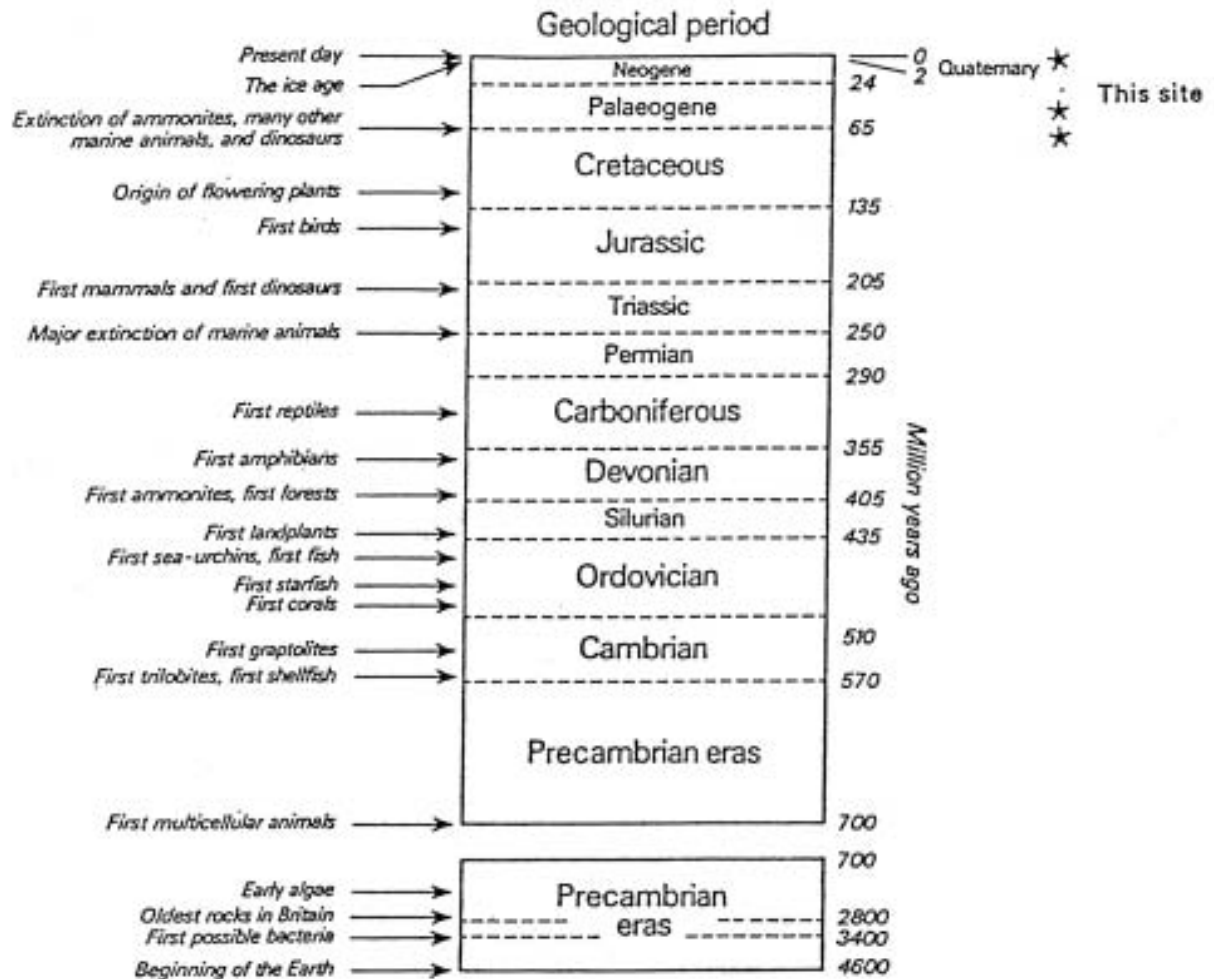 Geological period
Present day
0
2 Quaternary ★
Neogene
The ice age
24
This site
Palaeogene
★
Extinction of ammonites, many other
marine animals, and dinosaurs
65
★
Cretaceous
Origin of flowering plants
135
First birds
Jurassic
First mammals and first dinosaurs
205
Triassic
Major extinction of marine animals
250
Permian
290
First reptiles
Carboniferous
355
First amphibians
Devonian
First ammonites, first forests
405
Silurian
First landplants
435
Million years ago
First sea-urchins, first fish
Ordovician
First starfish
First corals
510
First graptolites
Cambrian
First trilobites, first shellfish
570
Precambrian eras
First multicellular animals
700
700
Early algae
Precambrian
eras
Oldest rocks in Britain
2800
First possible bacteria
3400
Beginning of the Earth
4600